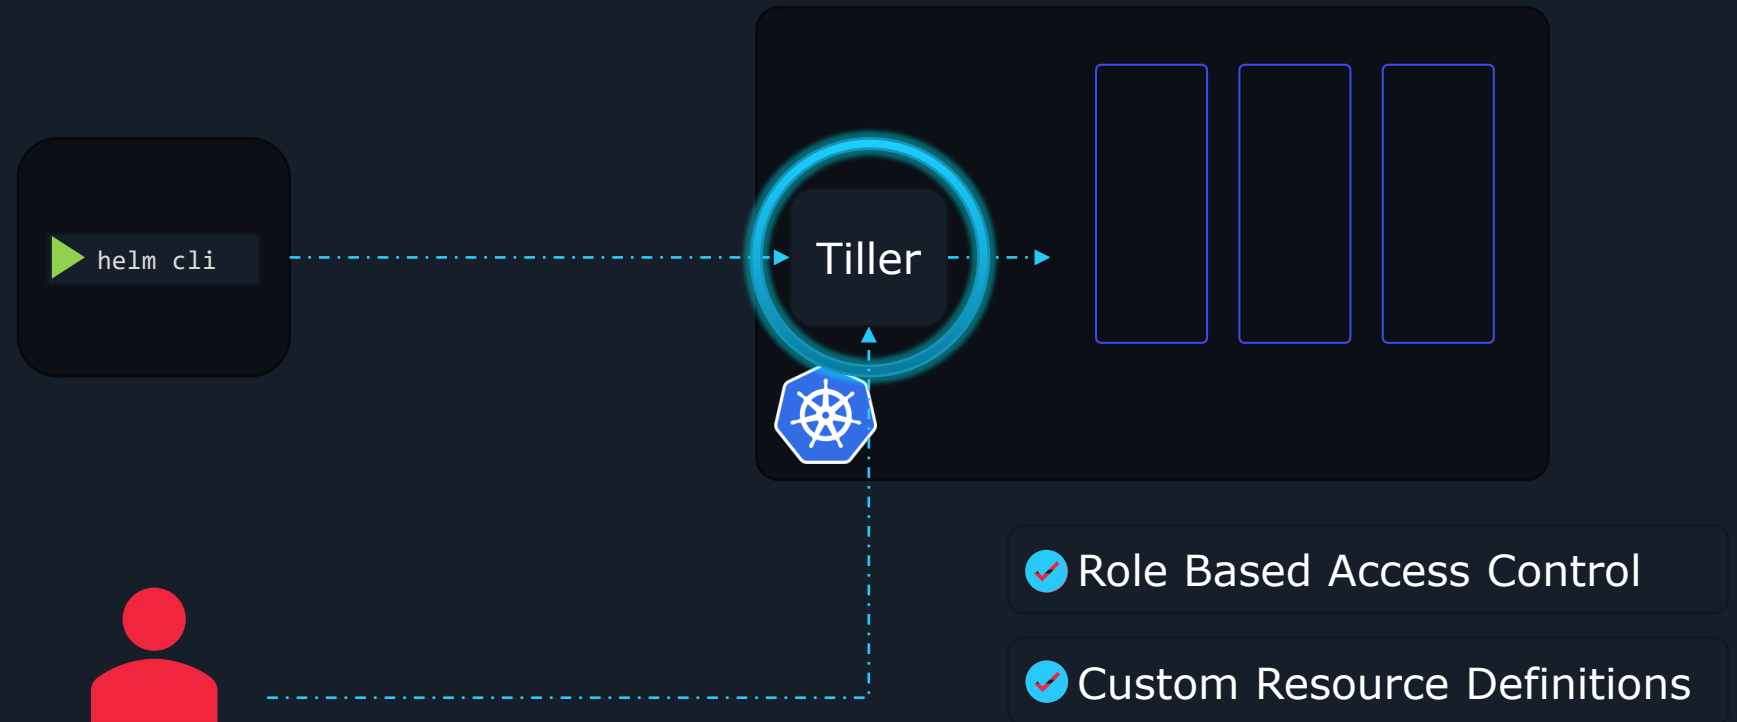 helm cli
Tiller
Role Based Access Control
Custom Resource Definitions